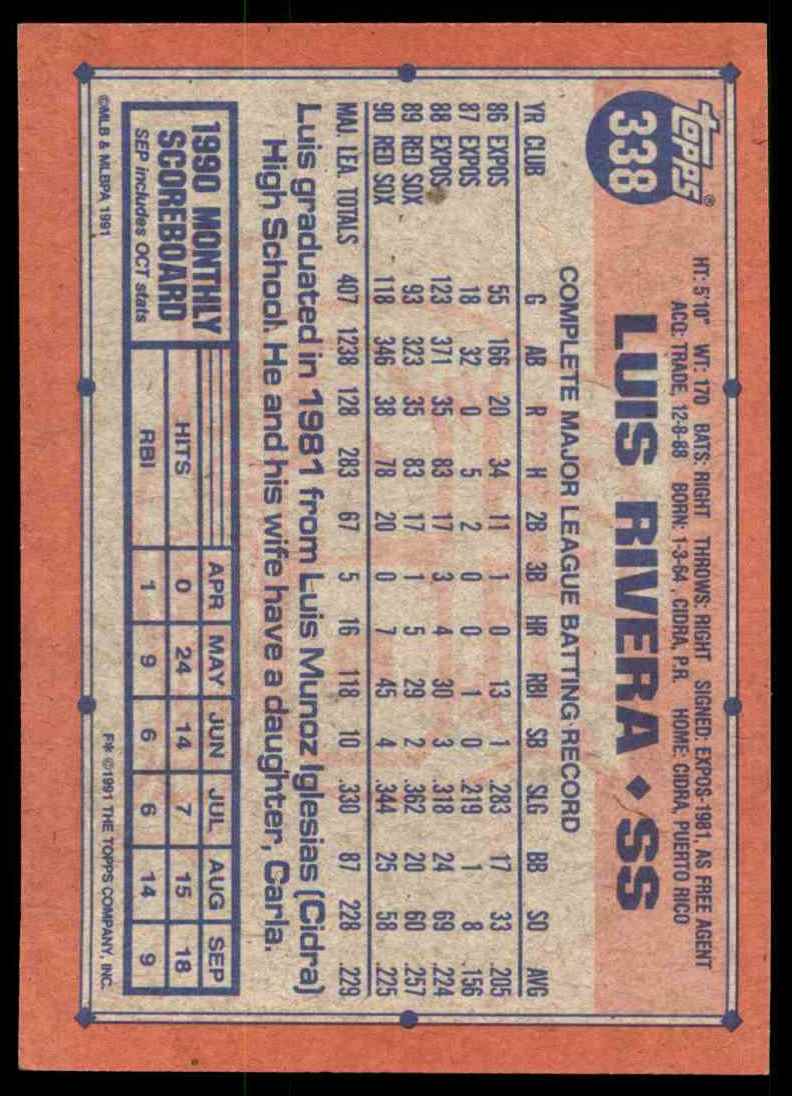 TOPPS®
338
HT: 5'10" WT: 170 BATS: RIGHT THROWS: RIGHT SIGNED: EXPOS-1981, AS FREE AGENT
ACQ: TRADE, 12-8-88 BORN: 1-3-64, CIDRA, P.R. HOME: CIDRA, PUERTO RICO
LUIS RIVERA ◆ SS
COMPLETE MAJOR LEAGUE BATTING RECORD
YR CLUB G AB R H 2B 3B HR RBI SB SLG BB SO AVG
86 EXPOS 55 166 20 34 11 1 0 13 1 .283 17 33 .205
87 EXPOS 18 32 0 5 2 0 0 1 0 .219 1 8 .156
88 EXPOS 123 371 35 83 17 3 4 30 3 .318 24 69 .224
89 RED SOX 93 323 35 83 17 1 5 29 2 .362 20 60 .257
90 RED SOX 118 346 38 78 20 0 7 45 4 .344 25 58 .225
MAJ. LEA. TOTALS 407 1238 128 283 67 5 16 118 10 .330 87 228 .229
Luis graduated in 1981 from Luis Munoz Iglesias (Cidra)
High School. He and his wife have a daughter, Carla.
1990 MONTHLY
SCOREBOARD
SEP includes OCT stats
APR MAY JUN JUL AUG SEP
HITS 0 24 14 7 15 18
RBI 1 9 6 6 14 9
©MLB & MLBPA 1991
F* ©1991 THE TOPPS COMPANY, INC.